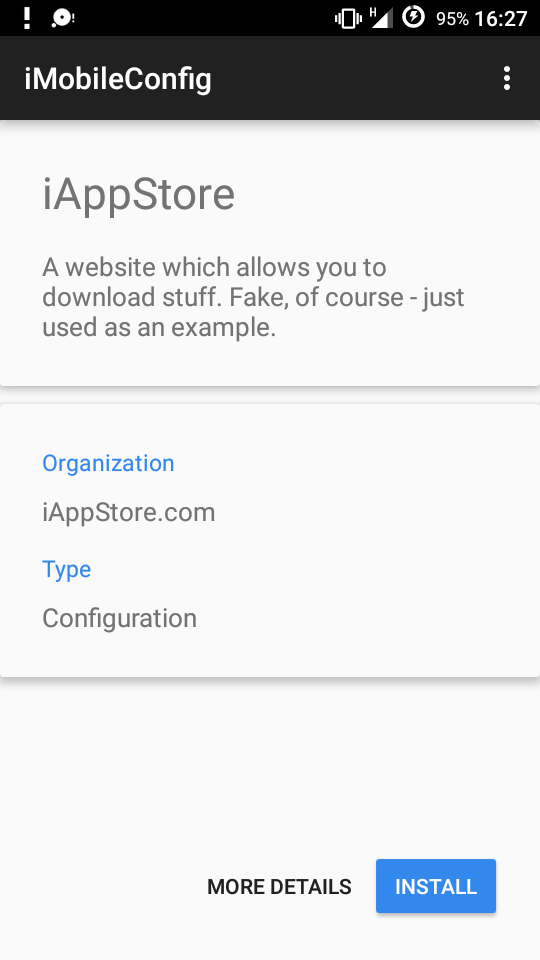 H 95% 16:27
iMobileConfig
iAppStore
A website which allows you to
download stuff. Fake, of course - just
used as an example.
Organization
iAppStore.com
Type
Configuration
MORE DETAILS INSTALL